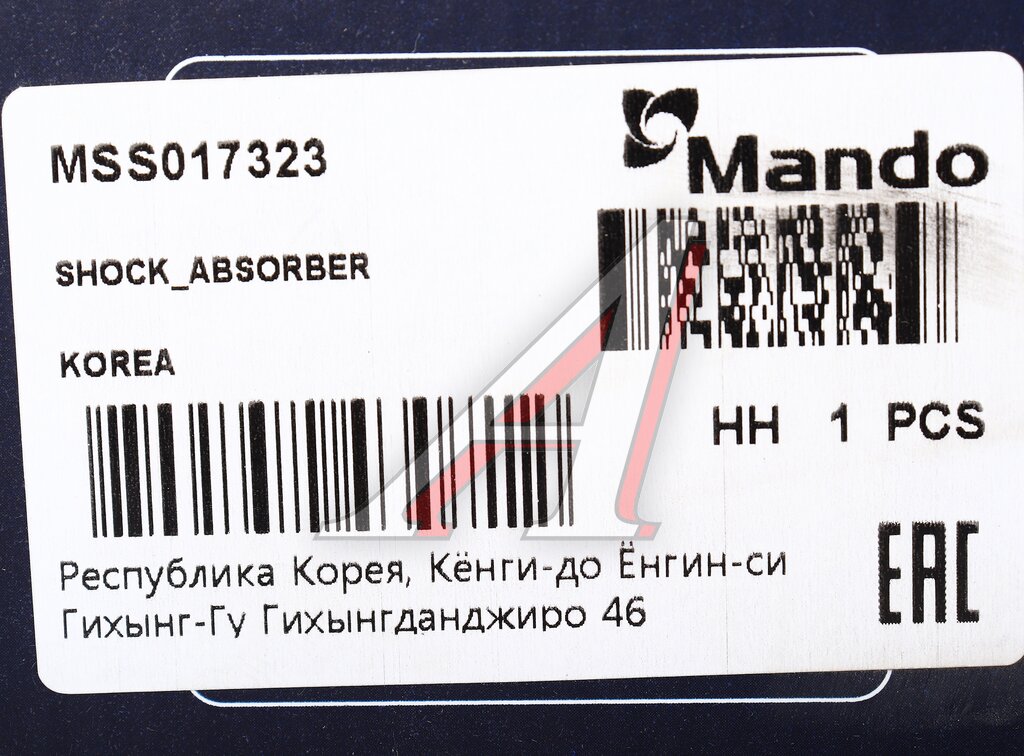 MSS017323
Mando
SHOCK_ABSORBER
KOREA
HH 1 PCS
Республика Корея, Кёнги-до Ёнгин-си
Гихынг-Гу Гихынгданджиро 46
EAC